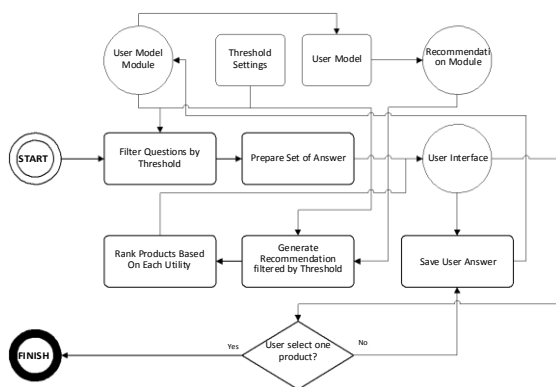 User Model
Module
Threshold
Settings
User Model
Recommendati
on Module
START
Filter Questions by
Threshold
Prepare Set of Answer
User Interface
Rank Products Based
On Each Utility
Generate
Recommendation
filtered by Threshold
Save User Answer
FINISH
Yes
User select one
product?
No